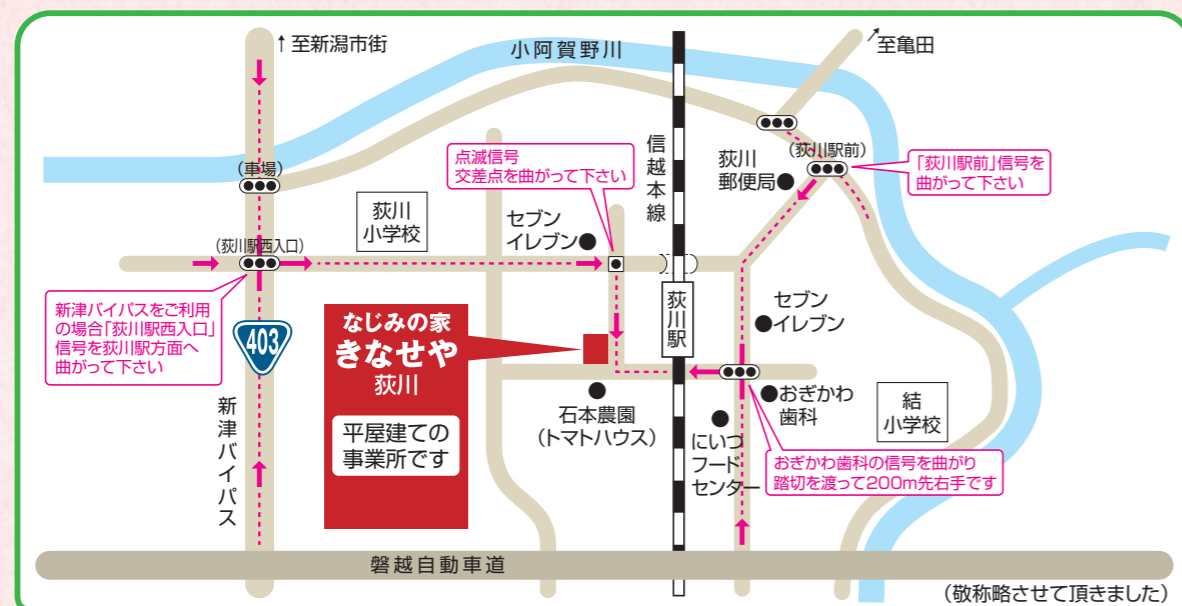 ↑至新潟市街
小阿賀野川
↗至亀田
(車場)
荻川
小学校
点滅信号
交差点を曲がって下さい
信越本線
荻川
郵便局●
(荻川駅前)
「荻川駅前」信号を
曲がって下さい
(荻川駅西入口)
セブン
イレブン●
新津バイパスをご利用
の場合「荻川駅西入口」
信号を荻川駅方面へ
曲がって下さい
403
新津バイパス
なじみの家
きなせや
荻川
平屋建ての
事業所です
荻川駅
セブン
●イレブン
●
石本農園
(トマトハウス)
●おぎかわ
歯科
●
にいつ
フード
センター
結
小学校
おぎかわ歯科の信号を曲がり
踏切を渡って200m先右手です
磐越自動車道
(敬称略させて頂きました)